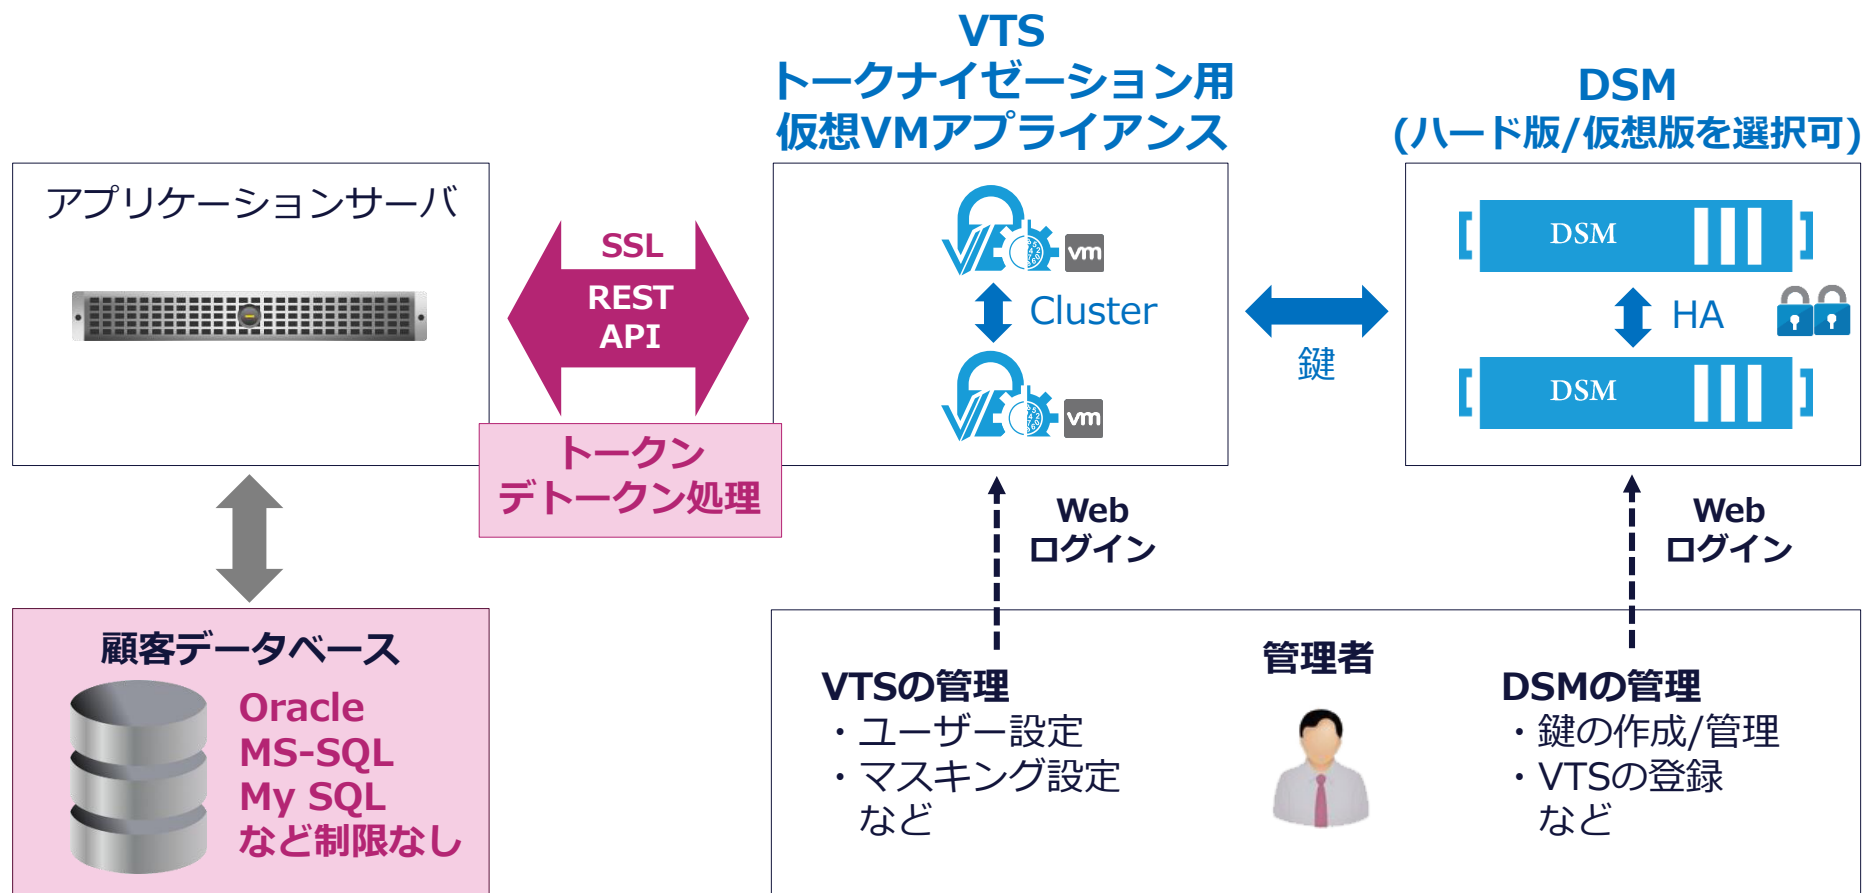 VTS
トークナイゼーション用
仮想VMアプライアンス
DSM
(ハード版/仮想版を選択可)
アプリケーションサーバ
SSL
REST
API
トークン
デトークン処理
vm
Cluster
vm
鍵
DSM
HA
DSM
Web
ログイン
Web
ログイン
顧客データベース
Oracle
MS-SQL
My SQL
など制限なし
管理者
VTSの管理
・ユーザー設定
・マスキング設定
など
DSMの管理
・鍵の作成/管理
・VTSの登録
など